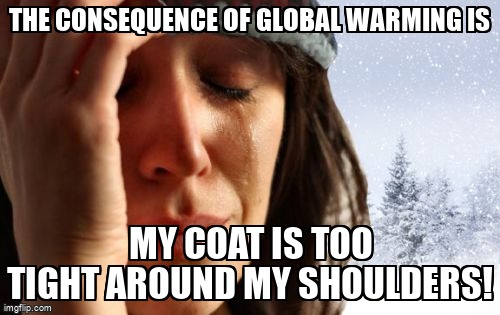 THE CONSEQUENCE OF GLOBAL WARMING IS
MY COAT IS TOO
TIGHT AROUND MY SHOULDERS!
imgflip.com